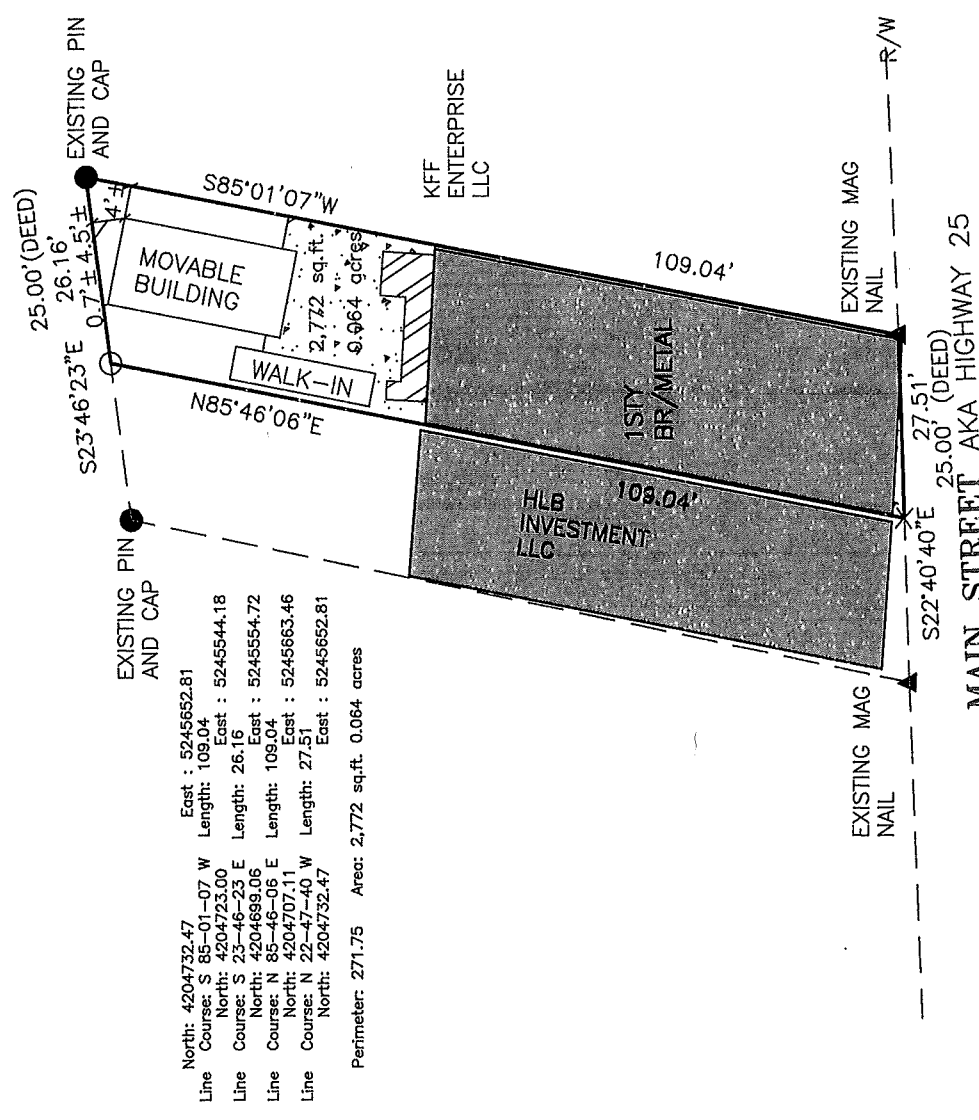 EXISTING PIN
AND CAP
25.00'(DEED)
26.16'
0.7'± 4.5'±
4'±
S23°46'23"E
S85°01'07"W
MOVABLE
BUILDING
2,772 sq.ft.
0.064 acres
WALK-IN
N85°46'06"E
KFF
ENTERPRISE
LLC
109.04'
1STY
BR/METAL
109.04'
HLB
INVESTMENT
LLC
EXISTING PIN
AND CAP
EXISTING MAG
NAIL
R/W
27.51'
25.00' (DEED)
S22°40'40"E
MAIN STREET AKA HIGHWAY 25
EXISTING MAG
NAIL
North: 4204732.47 East : 5245652.81
Line Course: S 85-01-07 W Length: 109.04
North: 4204723.00 East : 5245544.18
Line Course: S 23-46-23 E Length: 26.16
North: 4204699.06 East : 5245554.72
Line Course: N 85-46-06 E Length: 109.04
North: 4204707.11 East : 5245663.46
Line Course: N 22-47-40 W Length: 27.51
North: 4204732.47 East : 5245652.81
Perimeter: 271.75 Area: 2,772 sq.ft. 0.064 acres